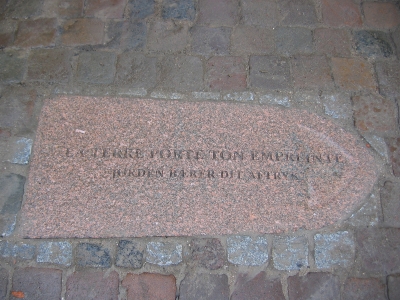 LA TERRE PORTE TON EMPREINTE
JORDEN BÆRER DIT AFTRYK